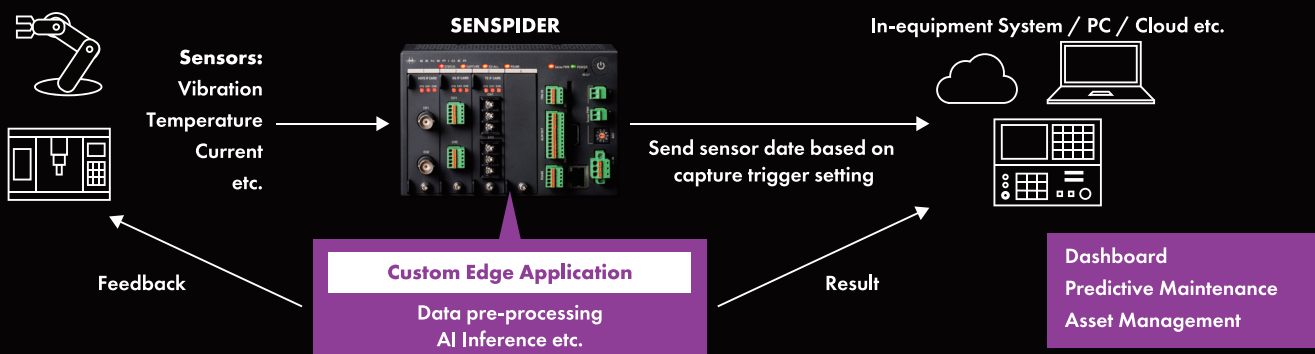 SENSPIDER
In-equipment System / PC / Cloud etc.
Sensors:
Vibration
Temperature
Current
etc.
Send sensor date based on
capture trigger setting
Custom Edge Application
Data pre-processing
AI Inference etc.
Feedback
Result
Dashboard
Predictive Maintenance
Asset Management